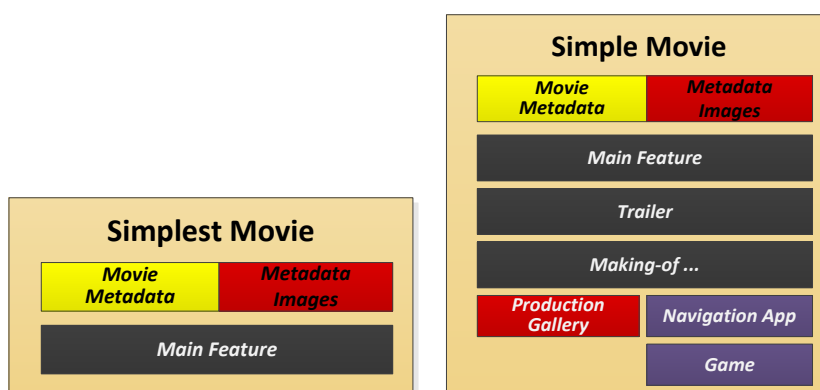 Simplest Movie
Movie
Metadata
Metadata
Images
Main Feature
Simple Movie
Movie
Metadata
Metadata
Images
Main Feature
Trailer
Making-of ...
Production
Gallery
Navigation App
Game